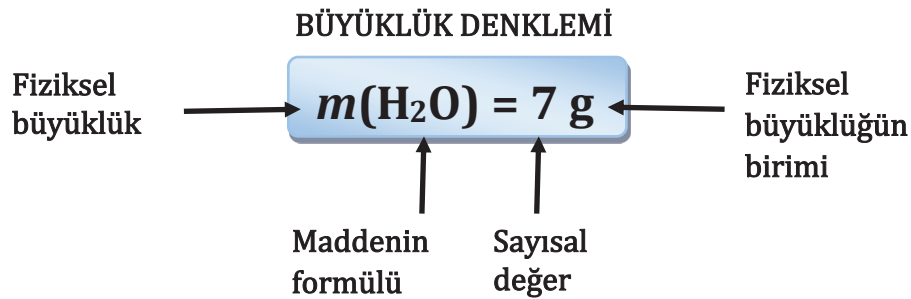 BÜYÜKLÜK DENKLEMİ
Fiziksel
büyüklük
m(H₂O) = 7 g
Fiziksel
büyüklüğün
birimi
Maddenin
formülü
Sayısal
değer